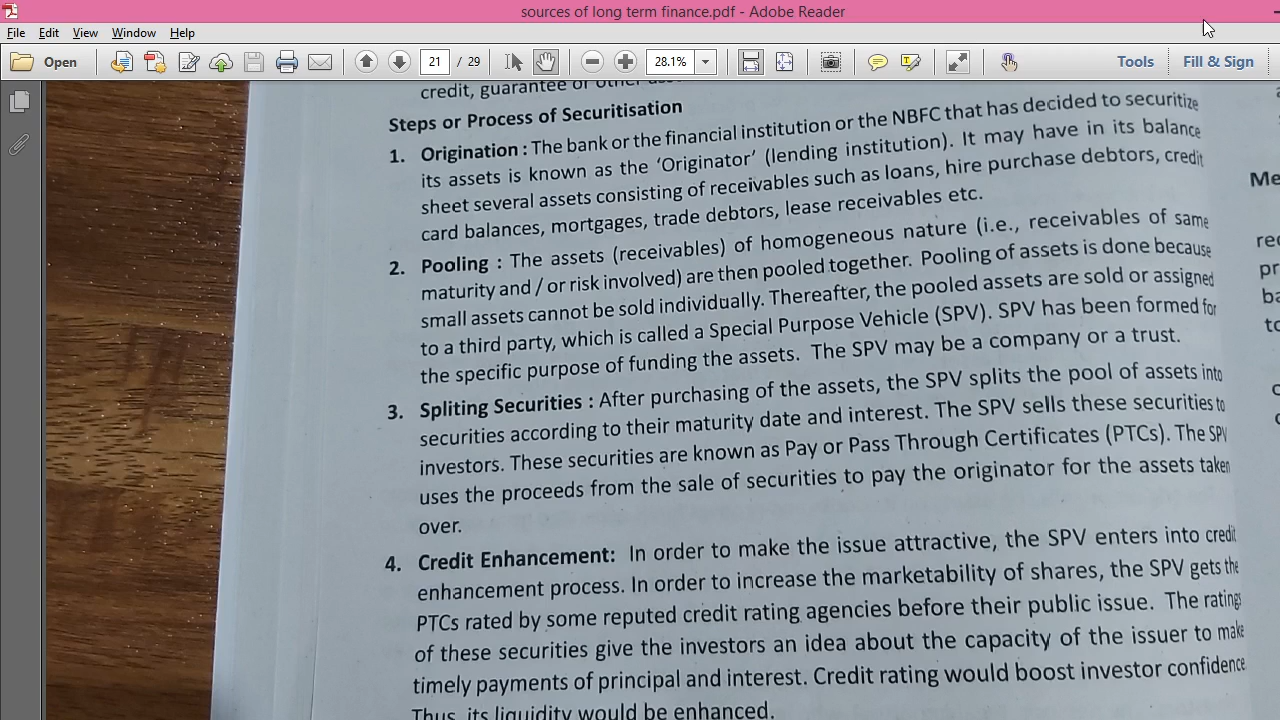 sources of long term finance.pdf - Adobe Reader
File Edit View Window Help
Open 21 / 29 28.1% Tools Fill & Sign
credit, guarantee or other
Steps or Process of Securitisation
1. Origination : The bank or the financial institution or the NBFC that has decided to securitize
its assets is known as the 'Originator' (lending institution). It may have in its balance
sheet several assets consisting of receivables such as loans, hire purchase debtors, credit
card balances, mortgages, trade debtors, lease receivables etc.
2. Pooling : The assets (receivables) of homogeneous nature (i.e., receivables of same
maturity and / or risk involved) are then pooled together. Pooling of assets is done because
small assets cannot be sold individually. Thereafter, the pooled assets are sold or assigned
to a third party, which is called a Special Purpose Vehicle (SPV). SPV has been formed for
the specific purpose of funding the assets. The SPV may be a company or a trust.
3. Spliting Securities : After purchasing of the assets, the SPV splits the pool of assets into
securities according to their maturity date and interest. The SPV sells these securities to
investors. These securities are known as Pay or Pass Through Certificates (PTCs). The SPV
uses the proceeds from the sale of securities to pay the originator for the assets taken
over.
4. Credit Enhancement: In order to make the issue attractive, the SPV enters into credit
enhancement process. In order to increase the marketability of shares, the SPV gets the
PTCs rated by some reputed credit rating agencies before their public issue. The ratings
of these securities give the investors an idea about the capacity of the issuer to make
timely payments of principal and interest. Credit rating would boost investor confidence
Thus, its liquidity would be enhanced.